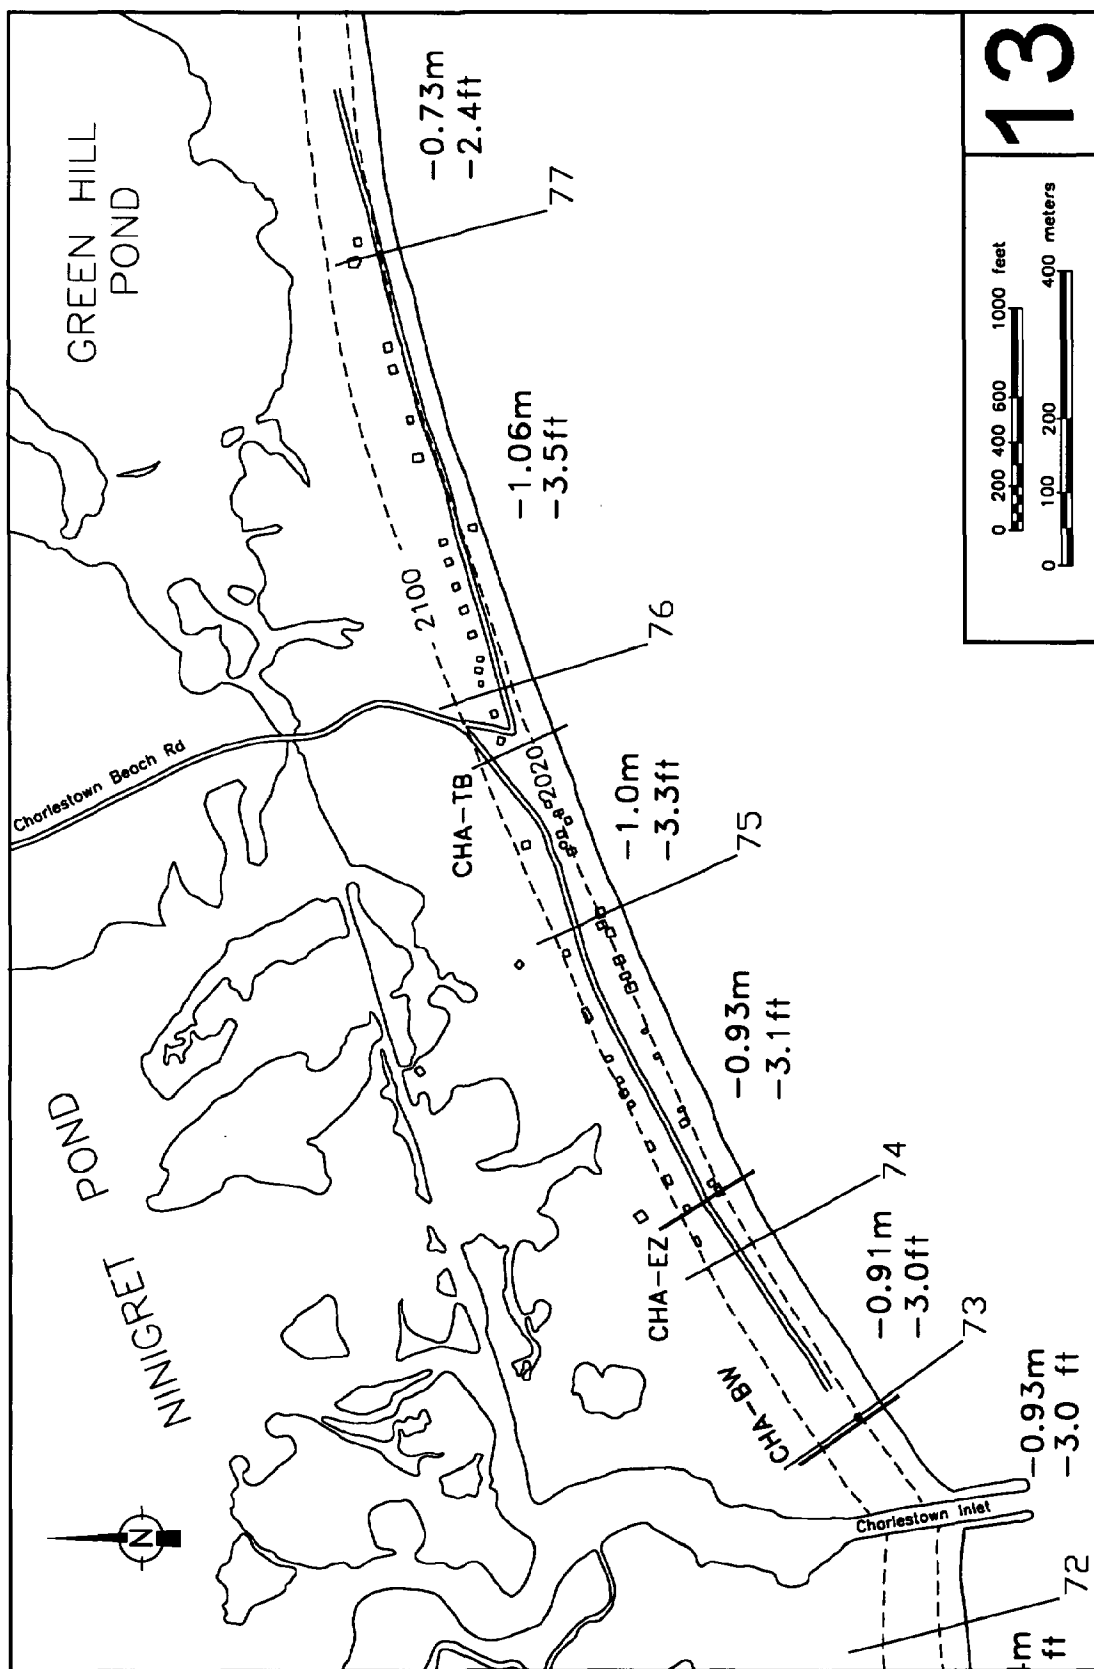 13
GREEN HILL
POND
-0.73m
-2.4ft
77
0 200 400 600 1000 feet
0 100 200 400 meters
-1.06m
-3.5ft
2100
76
Charlestown Beach Rd
CHA-TB
2020
-1.0m
-3.3ft
75
NINIGRET POND
-0.93m
-3.1ft
74
CHA-EZ
-0.91m
-3.0ft
73
CHA-BW
-0.93m
-3.0 ft
Charlestown Inlet
N
72
m
ft